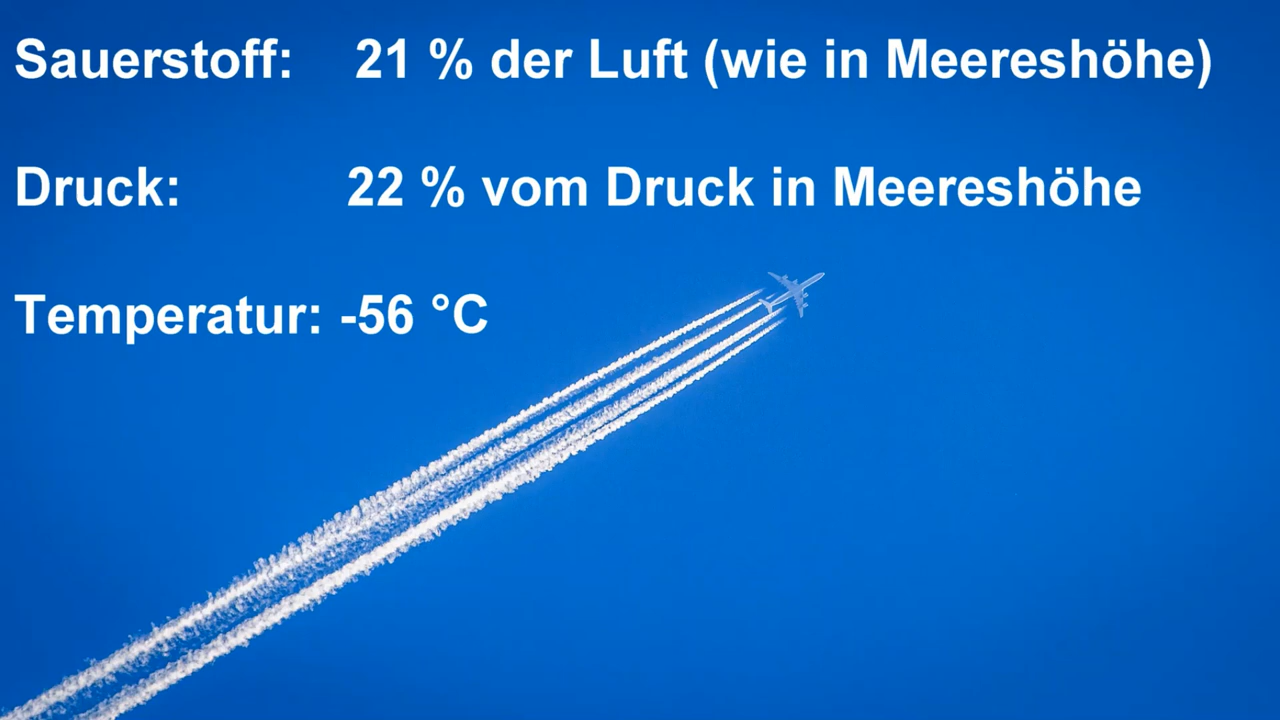 Sauerstoff: 21 % der Luft (wie in Meereshöhe)
Druck: 22 % vom Druck in Meereshöhe
Temperatur: -56 °C